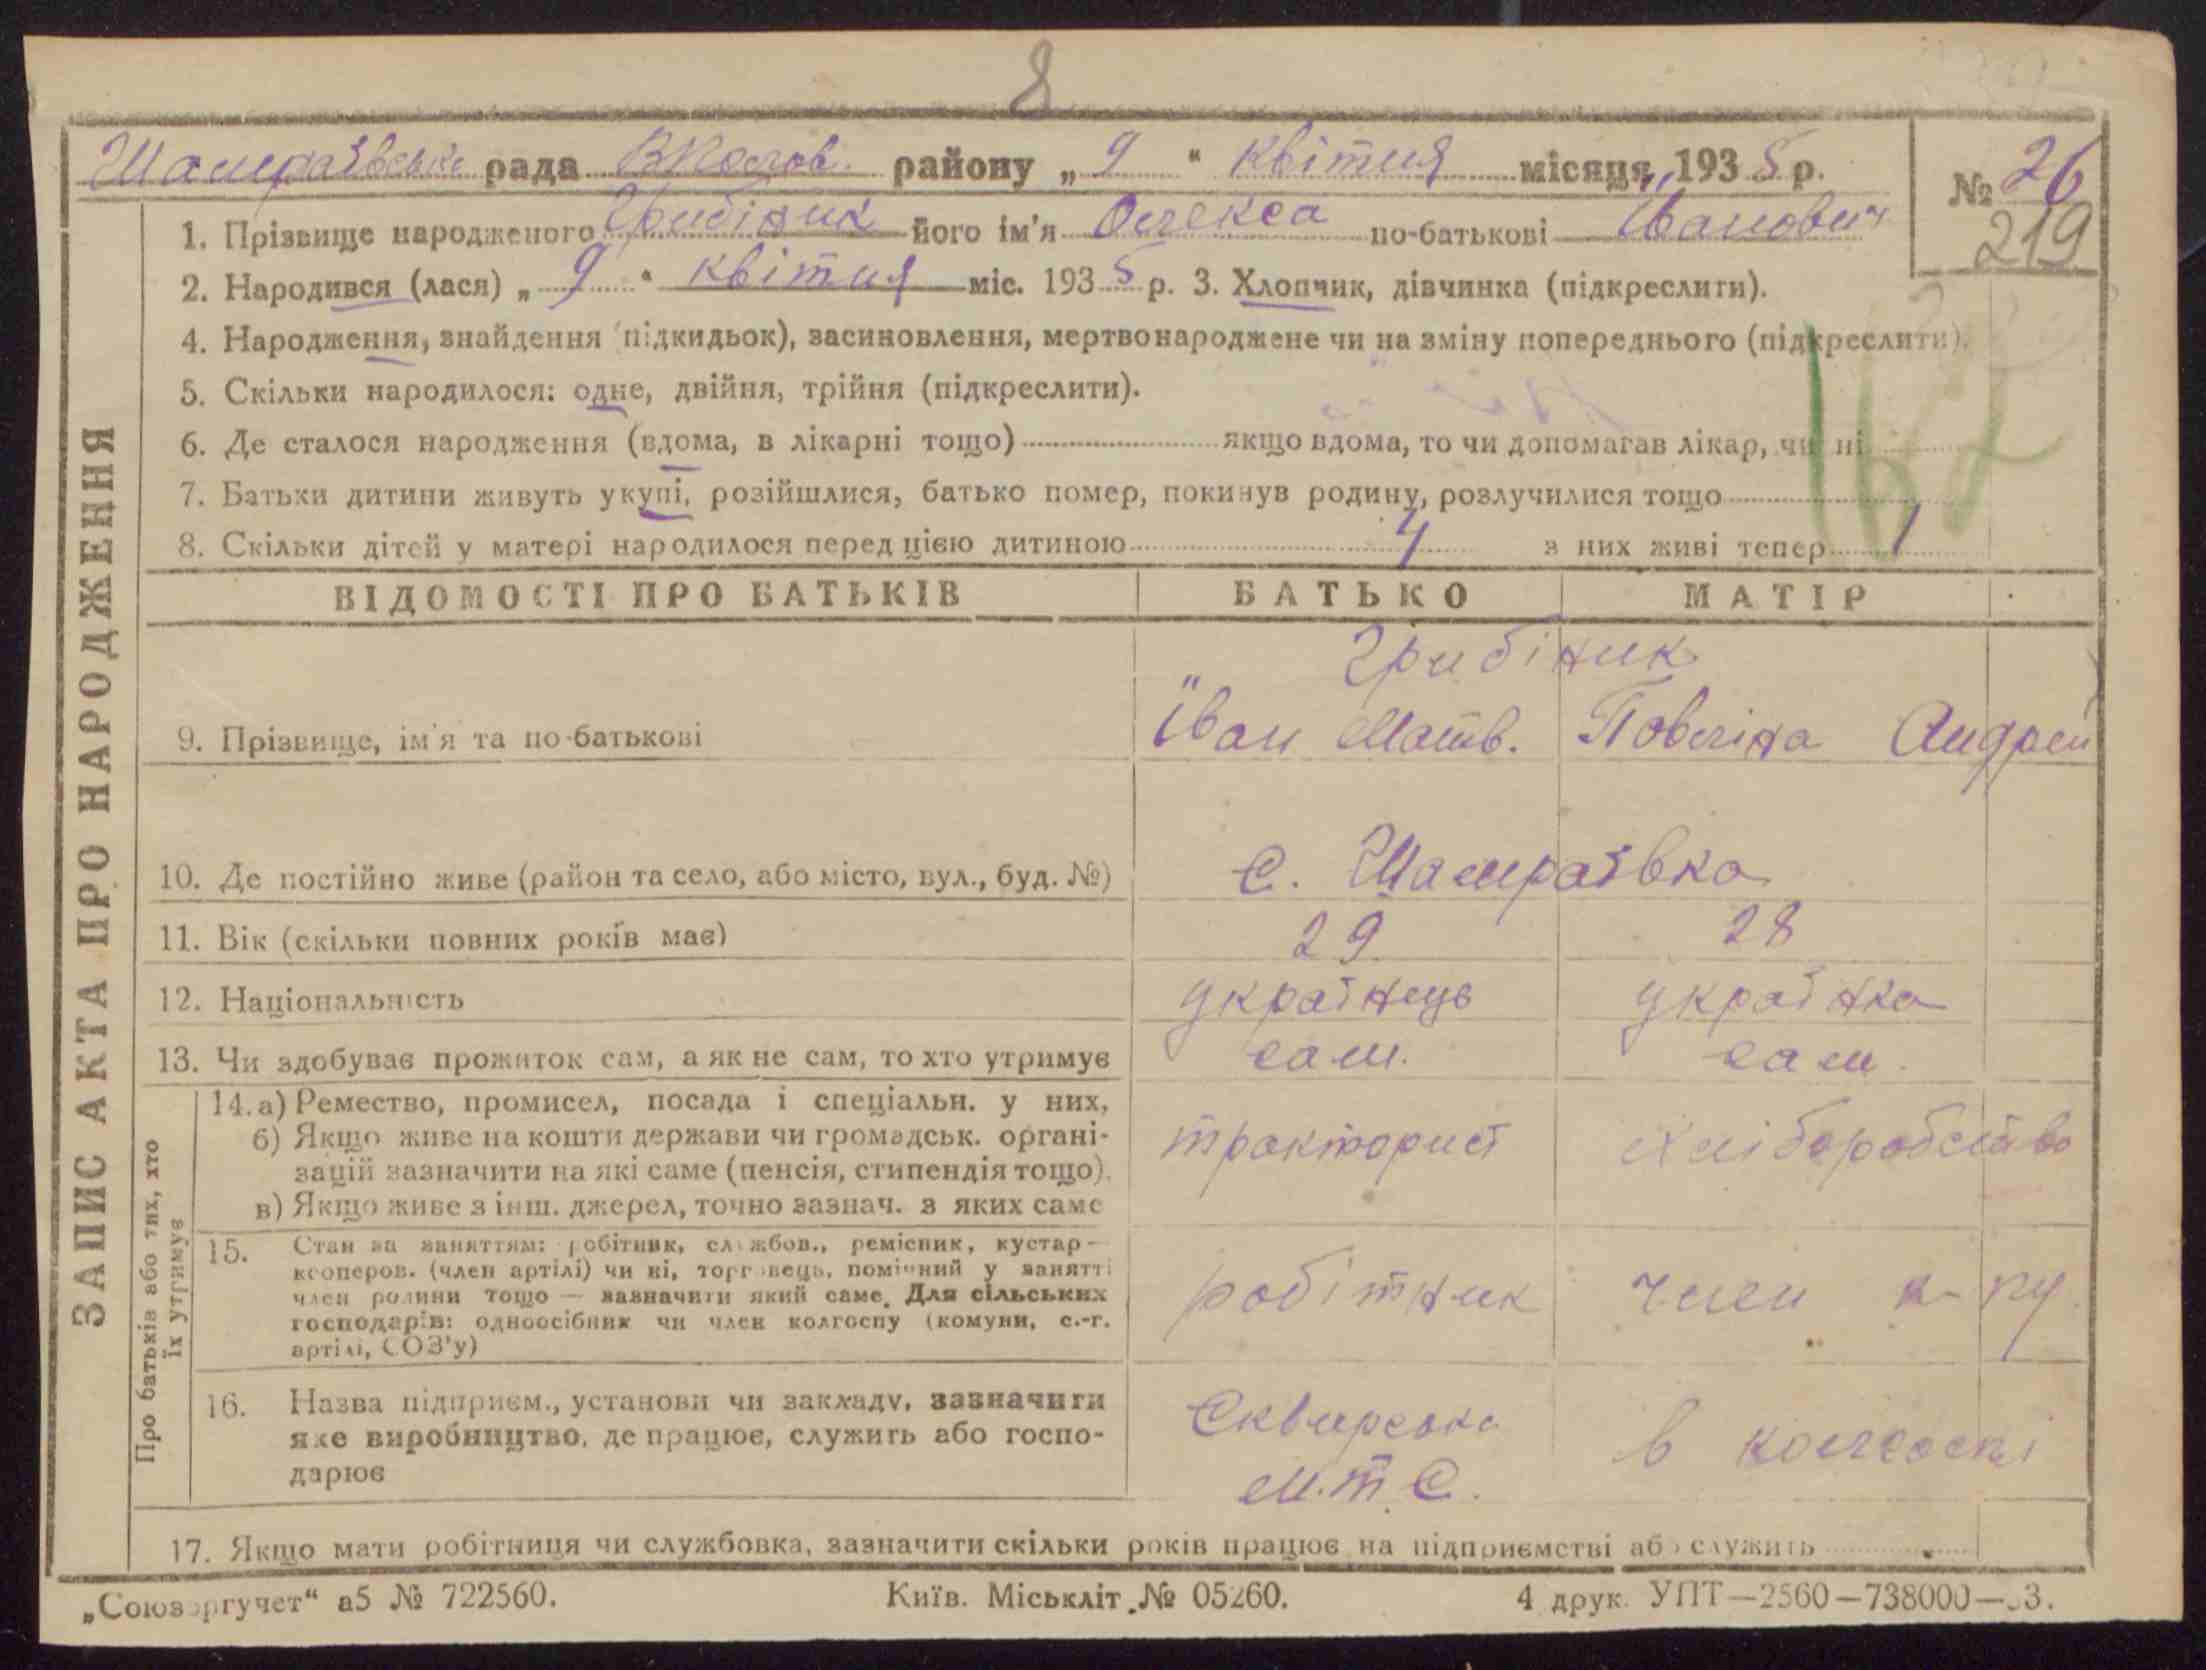 8
Шамраївська рада району „ 9 “ квітня місяця 1935 р. № 26
1. Прізвище народженого Грибіник його ім'я Олекса по-батькові Іванович 219
2. Народився (лася) „ 9 “ квітня міс. 1935 р. 3. Хлопчик, дівчинка (підкреслити).
4. Народження, знайдення (підкидьок), засиновлення, мертвонароджене чи на зміну попереднього (підкреслити).
5. Скільки народилося: одне, двійня, трійня (підкреслити).
6. Де сталося народження (вдома, в лікарні тощо) якщо вдома, то чи допомагав лікар, чи ні
7. Батьки дитини живуть укупі, розійшлися, батько помер, покинув родину, розлучилися тощо
8. Скільки дітей у матері народилося перед цією дитиною 4 з них живі тепер 1
ЗАПИС АКТА ПРО НАРОДЖЕННЯ
ВІДОМОСТІ ПРО БАТЬКІВ БАТЬКО МАТІР
Грибіник
9. Прізвище, ім'я та по-батькові Іван Матв. Павліна Андрей
10. Де постійно живе (район та село, або місто, вул., буд. №) С. Шамраївка
11. Вік (скільки повних років має) 29 28
12. Національність українець українка
13. Чи здобуває прожиток сам, а як не сам, то хто утримує сам. сам.
Про батьків або тих, хто
їх утримує
14. а) Ремество, промисел, посада і спеціальн. у них,
б) Якщо живе на кошти держави чи громадськ. органі-
зацій зазначити на які саме (пенсія, стипендія тощо). тракторист хліборобство
в) Якщо живе з інш. джерел, точно зазнач. з яких саме
15. Стан за заняттям: робітник, службов., ремісник, кустар—
кооперов. (член артілі) чи ні, торговець, помічний у занятті
член родини тощо — зазначити який саме. Для сільських робітник член к-пу.
господарів: одноосібник чи член колгоспу (комуни, с.-г.
артілі, СОЗ'у)
16. Назва підприєм., установи чи закладу, зазначити Сквирська
яке виробництво, де працює, служить або госпо- в колгоспі
дарює М.Т.С.
17. Якщо мати робітниця чи службовка, зазначити скільки років працює на підприємстві або служить
„Союзоргучет“ а5 № 722560. Київ. Міськліт № 05260. 4 друк. УПТ—2560—738000—33.